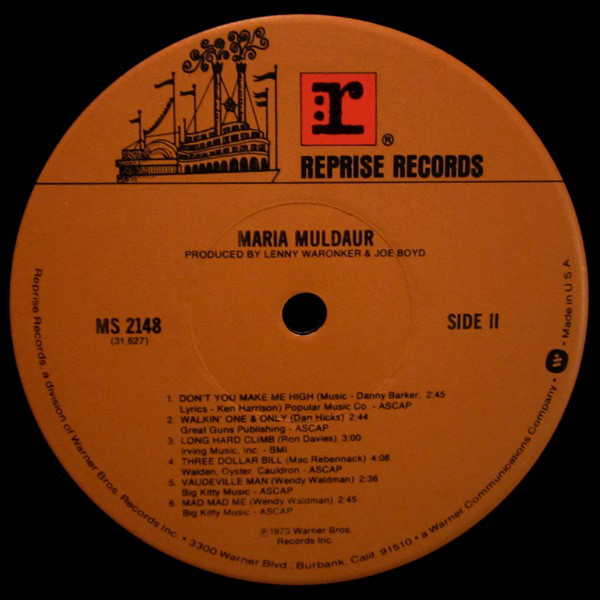 r
®
REPRISE RECORDS
MARIA MULDAUR
PRODUCED BY LENNY WARONKER & JOE BOYD
MS 2148
(31,627)
SIDE II
1. DON'T YOU MAKE ME HIGH (Music - Danny Barker, 2:45
Lyrics - Ken Harrison) Popular Music Co. - ASCAP
2. WALKIN' ONE & ONLY (Dan Hicks) 2:44
Great Guns Publishing - ASCAP
3. LONG HARD CLIMB (Ron Davies) 3:00
Irving Music, Inc. - BMI
4. THREE DOLLAR BILL (Mac Rebennack) 4:08
Walden, Oyster, Cauldron - ASCAP
5. VAUDEVILLE MAN (Wendy Waldman) 2:36
Big Kitty Music - ASCAP
6. MAD MAD ME (Wendy Waldman) 2:45
Big Kitty Music - ASCAP
℗1973 Warner Bros.
Records Inc.
Reprise Records, a division of Warner Bros. Records Inc. • 3300 Warner Blvd., Burbank, Calif. 91510 • a Warner Communications Company • W • Made in U.S.A.